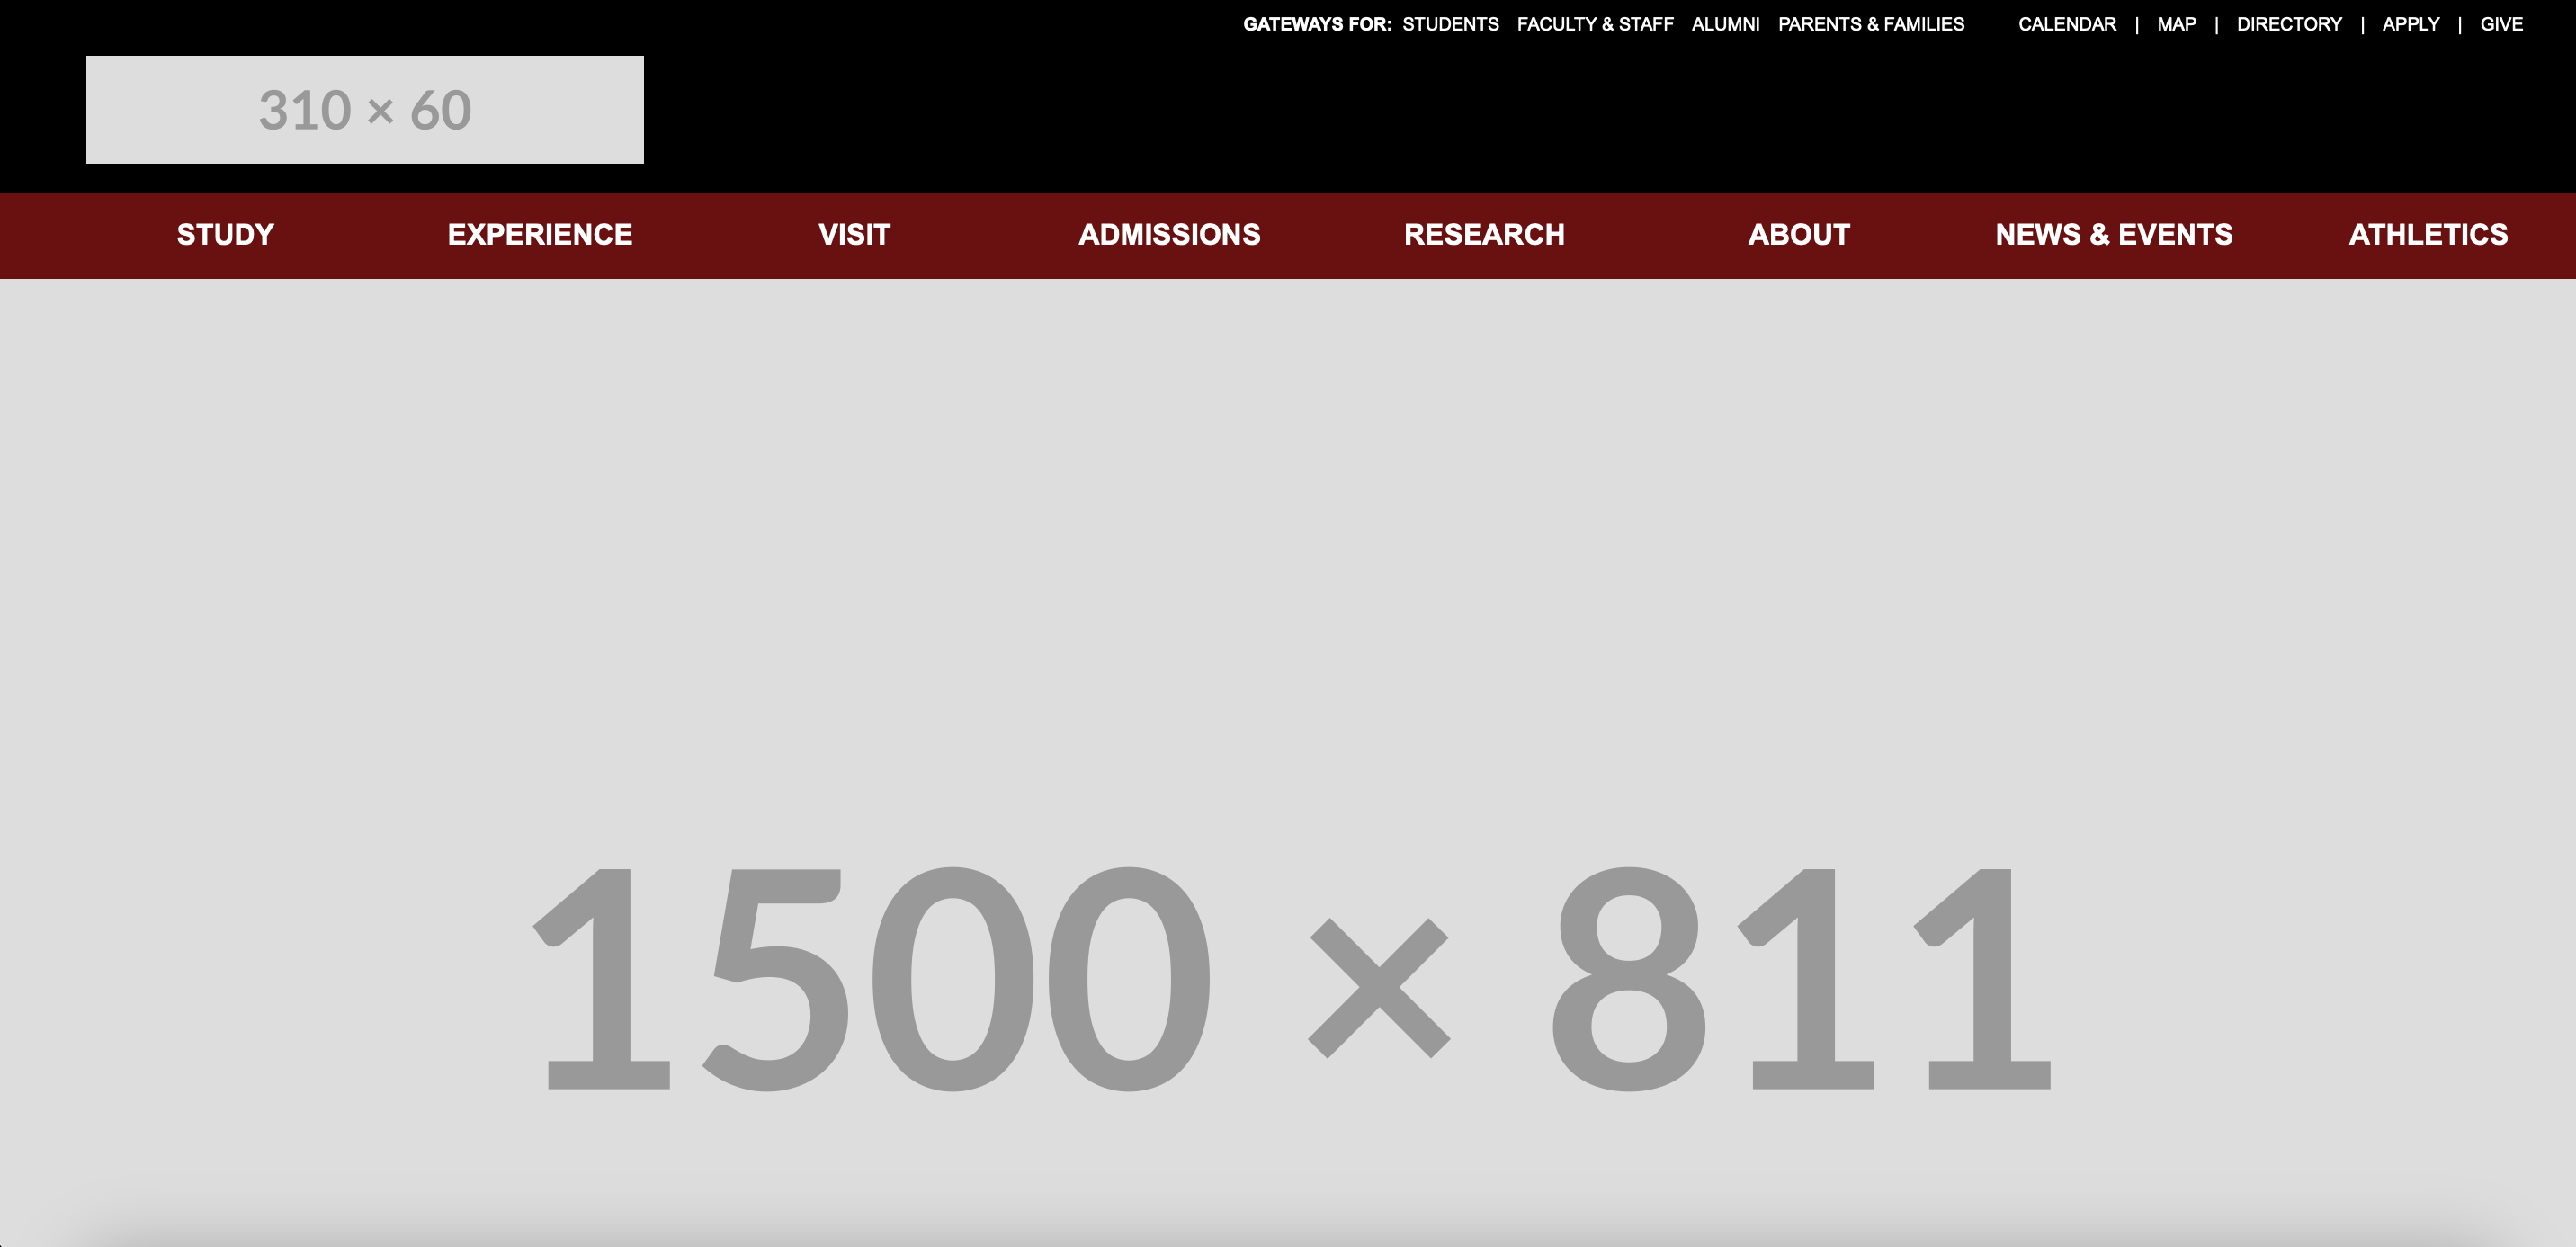 GATEWAYS FOR: STUDENTS FACULTY & STAFF ALUMNI PARENTS & FAMILIES CALENDAR | MAP | DIRECTORY | APPLY | GIVE
310 × 60
STUDY EXPERIENCE VISIT ADMISSIONS RESEARCH ABOUT NEWS & EVENTS ATHLETICS
1500 × 811